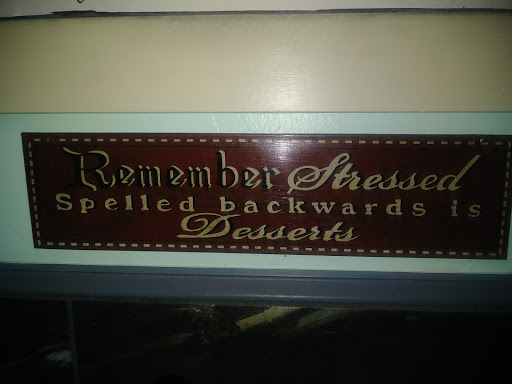 Remember Stressed
Spelled backwards is
Desserts